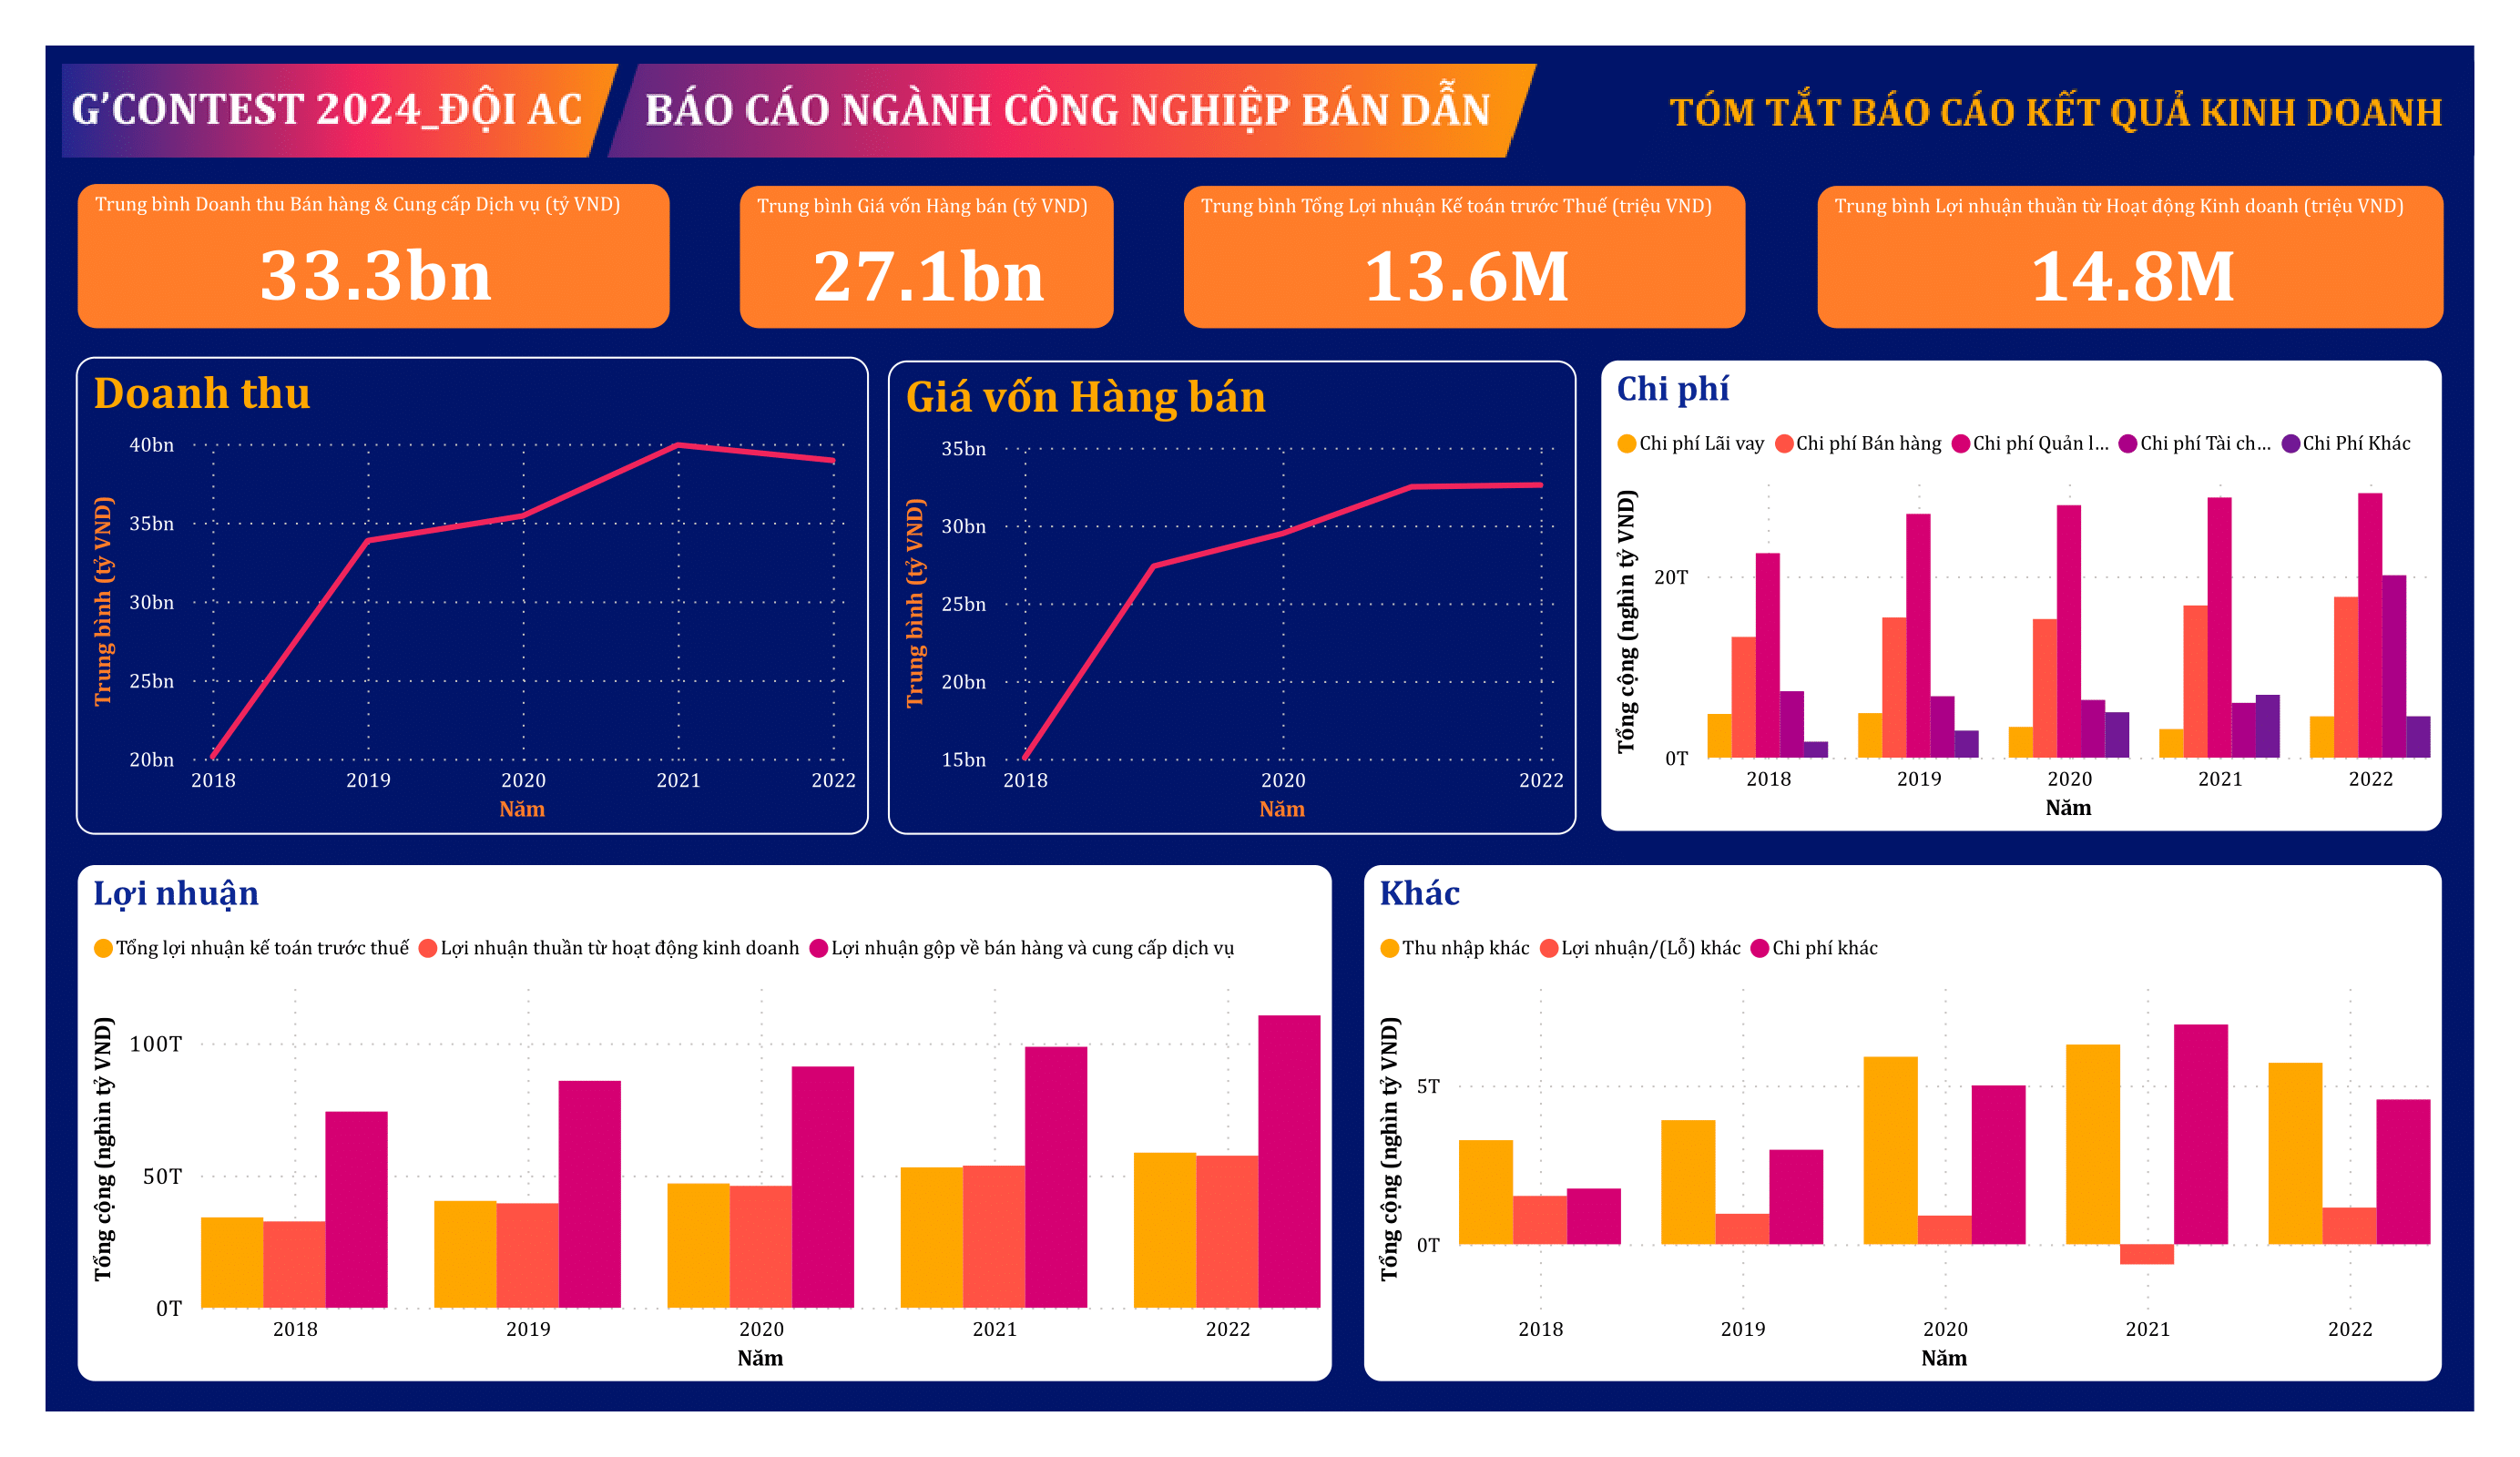 G’CONTEST 2024_ĐỘI AC
BÁO CÁO NGÀNH CÔNG NGHIỆP BÁN DẪN
TÓM TẮT BÁO CÁO KẾT QUẢ KINH DOANH
Trung bình Doanh thu Bán hàng & Cung cấp Dịch vụ (tỷ VND)
33.3bn
Trung bình Giá vốn Hàng bán (tỷ VND)
27.1bn
Trung bình Tổng Lợi nhuận Kế toán trước Thuế (triệu VND)
13.6M
Trung bình Lợi nhuận thuần từ Hoạt động Kinh doanh (triệu VND)
14.8M
Doanh thu
Trung bình (tỷ VND)
40bn
35bn
30bn
25bn
20bn
2018 2019 2020 2021 2022
Năm
Giá vốn Hàng bán
Trung bình (tỷ VND)
35bn
30bn
25bn
20bn
15bn
2018 2020 2022
Năm
Chi phí
Chi phí Lãi vay Chi phí Bán hàng Chi phí Quản l... Chi phí Tài ch... Chi Phí Khác
Tổng cộng (nghìn tỷ VND)
20T
0T
2018 2019 2020 2021 2022
Năm
Lợi nhuận
Tổng lợi nhuận kế toán trước thuế Lợi nhuận thuần từ hoạt động kinh doanh Lợi nhuận gộp về bán hàng và cung cấp dịch vụ
Tổng cộng (nghìn tỷ VND)
100T
50T
0T
2018 2019 2020 2021 2022
Năm
Khác
Thu nhập khác Lợi nhuận/(Lỗ) khác Chi phí khác
Tổng cộng (nghìn tỷ VND)
5T
0T
2018 2019 2020 2021 2022
Năm